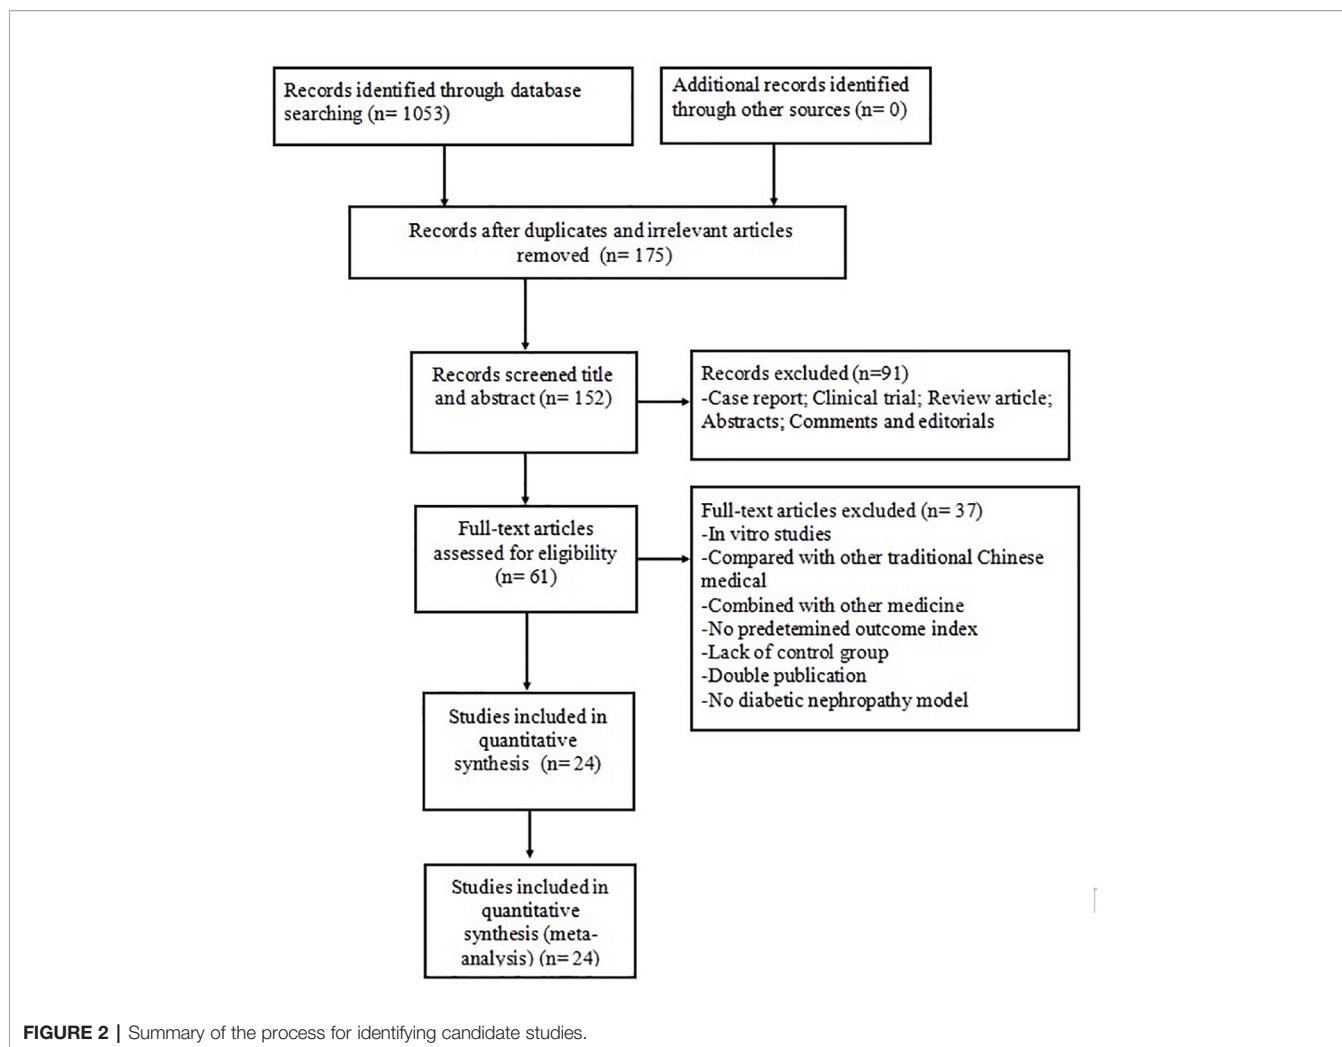 Records identified through database
searching (n= 1053)
Additional records identified
through other sources (n= 0)
Records after duplicates and irrelevant articles
removed (n= 175)
Records screened title
and abstract (n= 152)
Records excluded (n=91)
-Case report; Clinical trial; Review article;
Abstracts; Comments and editorials
Full-text articles
assessed for eligibility
(n= 61)
Full-text articles excluded (n= 37)
-In vitro studies
-Compared with other traditional Chinese
medical
-Combined with other medicine
-No predetemined outcome index
-Lack of control group
-Double publication
-No diabetic nephropathy model
Studies included in
quantitative
synthesis (n= 24)
Studies included in
quantitative
synthesis (meta-
analysis) (n= 24)
FIGURE 2 | Summary of the process for identifying candidate studies.